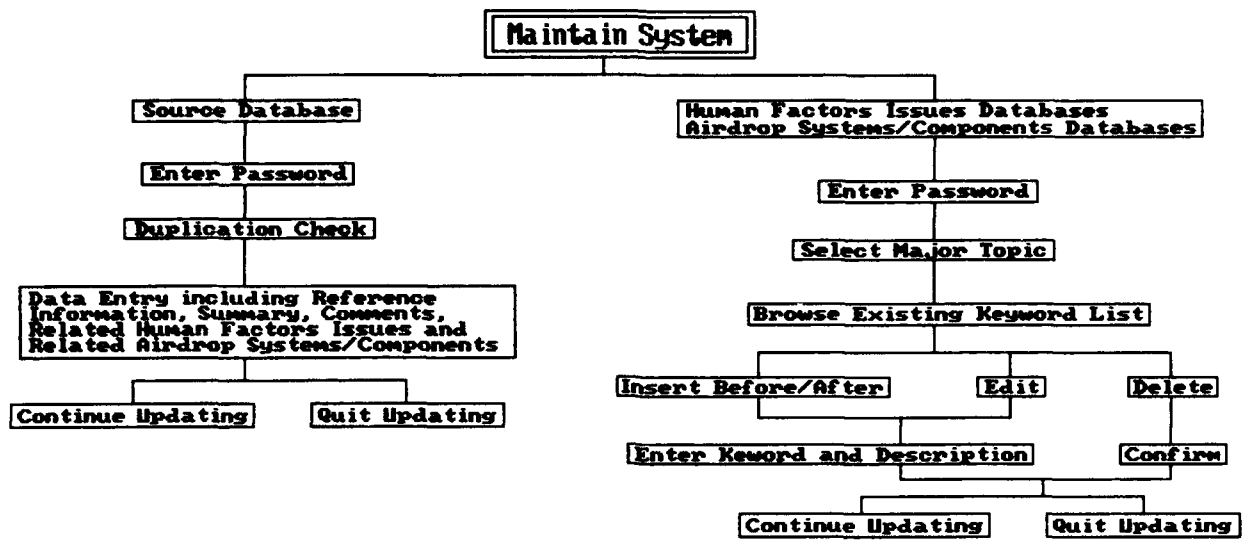 Maintain System
Source Database
Enter Password
Duplication Check
Data Entry including Reference
Information, Summary, Comments,
Related Human Factors Issues and
Related Airdrop Systems/Components
Continue Updating
Quit Updating
Human Factors Issues Databases
Airdrop Systems/Components Databases
Enter Password
Select Major Topic
Browse Existing Keyword List
Insert Before/After
Edit
Delete
Enter Keword and Description
Confirm
Continue Updating
Quit Updating